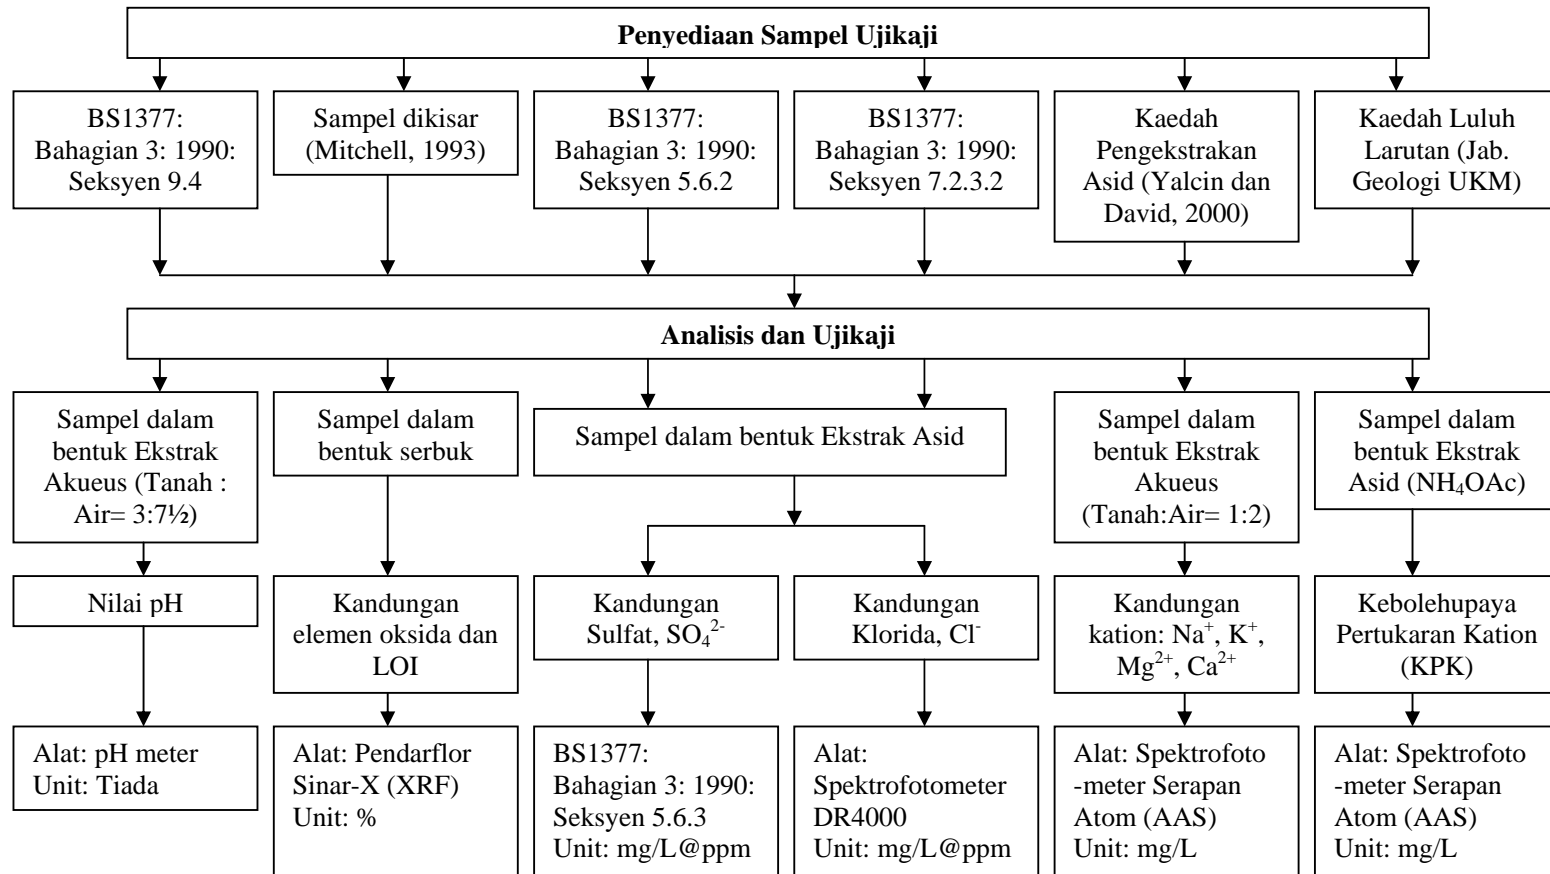 Penyediaan Sampel Ujikaji
BS1377:
Bahagian 3: 1990:
Seksyen 9.4
Sampel dikisar
(Mitchell, 1993)
BS1377:
Bahagian 3: 1990:
Seksyen 5.6.2
BS1377:
Bahagian 3: 1990:
Seksyen 7.2.3.2
Kaedah
Pengekstrakan
Asid (Yalcin dan
David, 2000)
Kaedah Luluh
Larutan (Jab.
Geologi UKM)
Analisis dan Ujikaji
Sampel dalam
bentuk Ekstrak
Akueus (Tanah :
Air= 3:7½)
Sampel dalam
bentuk serbuk
Sampel dalam bentuk Ekstrak Asid
Sampel dalam
bentuk Ekstrak
Akueus
(Tanah:Air= 1:2)
Sampel dalam
bentuk Ekstrak
Asid (NH₄OAc)
Nilai pH
Kandungan
elemen oksida dan
LOI
Kandungan
Sulfat, SO₄²⁻
Kandungan
Klorida, Cl⁻
Kandungan
kation: Na⁺, K⁺,
Mg²⁺, Ca²⁺
Kebolehupaya
Pertukaran Kation
(KPK)
Alat: pH meter
Unit: Tiada
Alat: Pendarflor
Sinar-X (XRF)
Unit: %
BS1377:
Bahagian 3: 1990:
Seksyen 5.6.3
Unit: mg/L@ppm
Alat:
Spektrofotometer
DR4000
Unit: mg/L@ppm
Alat: Spektrofoto
-meter Serapan
Atom (AAS)
Unit: mg/L
Alat: Spektrofoto
-meter Serapan
Atom (AAS)
Unit: mg/L